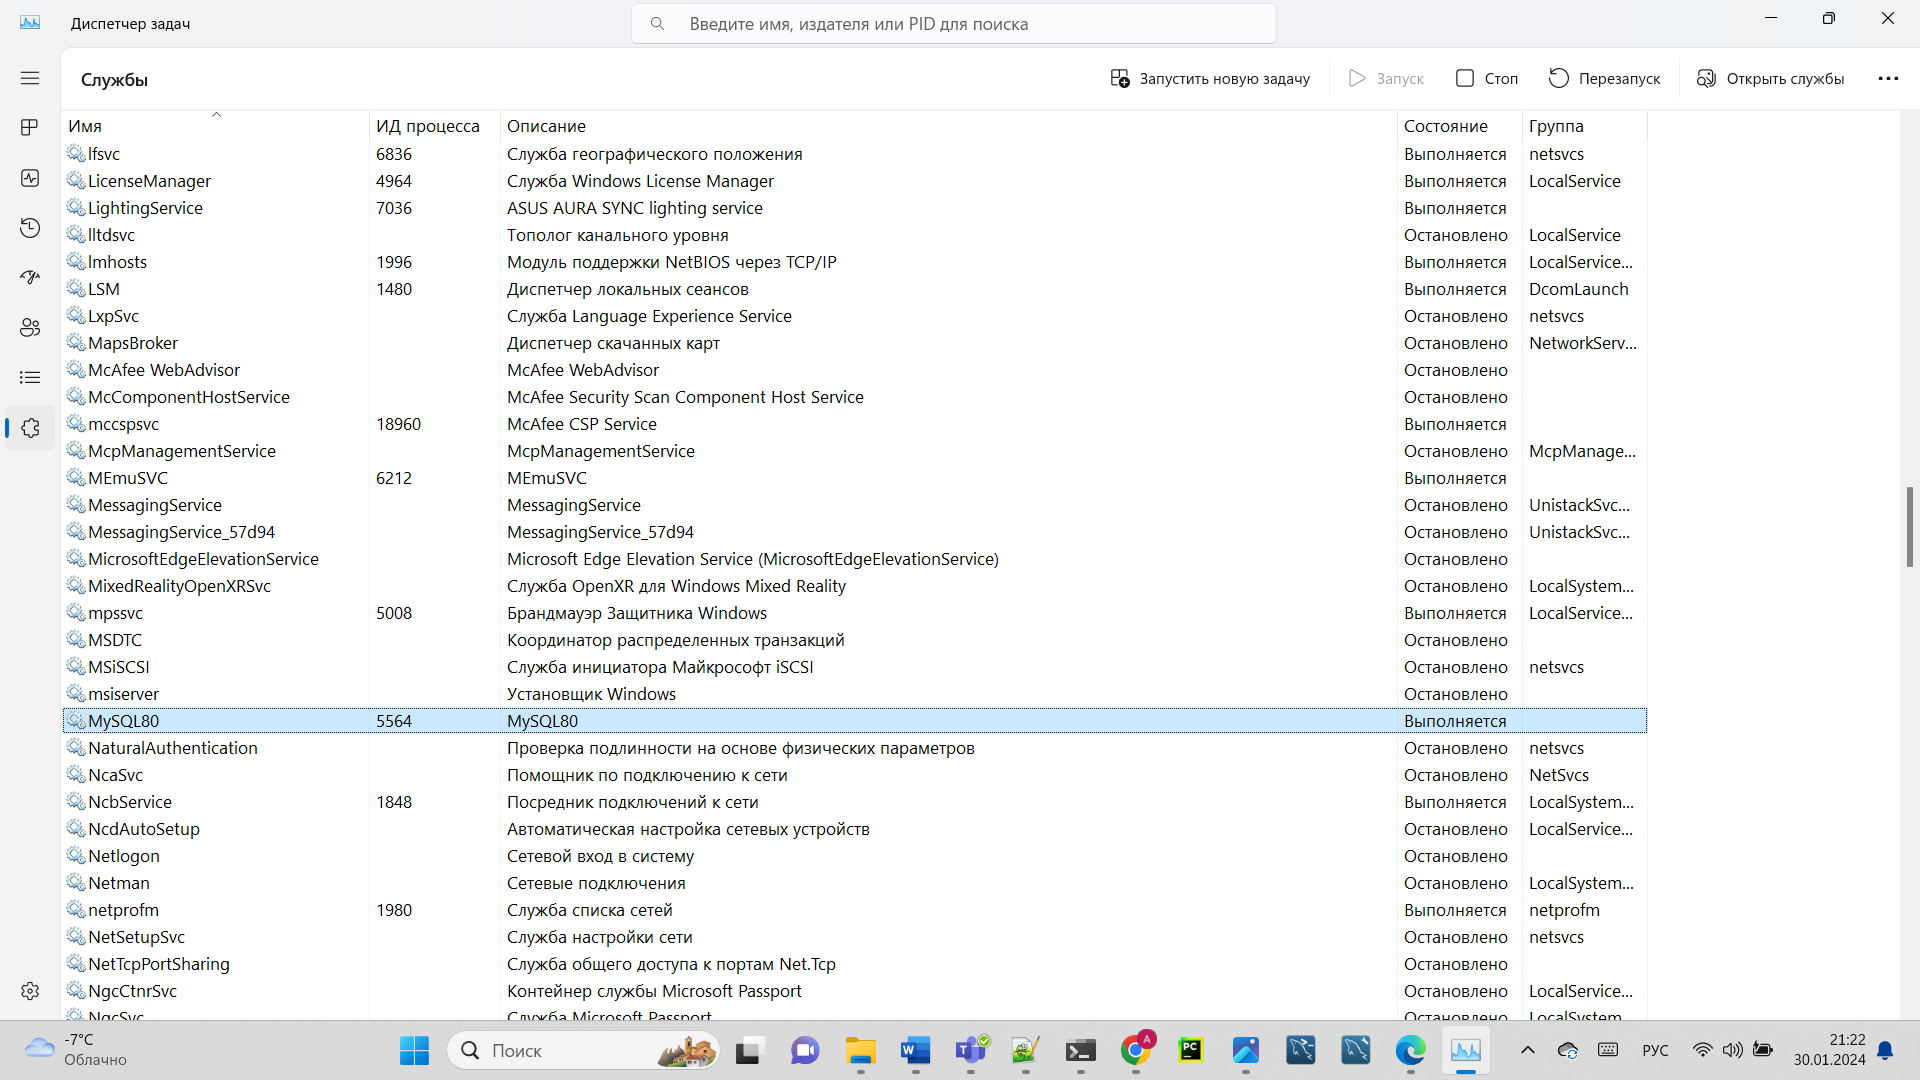 Диспетчер задач
Введите имя, издателя или PID для поиска
Службы
Запустить новую задачу Запуск Стоп Перезапуск Открыть службы
Имя ИД процесса Описание Состояние Группа
lfsvc 6836 Служба географического положения Выполняется netsvcs
LicenseManager 4964 Служба Windows License Manager Выполняется LocalService
LightingService 7036 ASUS AURA SYNC lighting service Выполняется
lltdsvc Тополог канального уровня Остановлено LocalService
lmhosts 1996 Модуль поддержки NetBIOS через TCP/IP Выполняется LocalService...
LSM 1480 Диспетчер локальных сеансов Выполняется DcomLaunch
LxpSvc Служба Language Experience Service Остановлено netsvcs
MapsBroker Диспетчер скачанных карт Остановлено NetworkServ...
McAfee WebAdvisor McAfee WebAdvisor Остановлено
McComponentHostService McAfee Security Scan Component Host Service Остановлено
mccspsvc 18960 McAfee CSP Service Выполняется
McpManagementService McpManagementService Остановлено McpManage...
MEmuSVC 6212 MEmuSVC Выполняется
MessagingService MessagingService Остановлено UnistackSvc...
MessagingService_57d94 MessagingService_57d94 Остановлено UnistackSvc...
MicrosoftEdgeElevationService Microsoft Edge Elevation Service (MicrosoftEdgeElevationService) Остановлено
MixedRealityOpenXRSvc Служба OpenXR для Windows Mixed Reality Остановлено LocalSystem...
mpssvc 5008 Брандмауэр Защитника Windows Выполняется LocalService...
MSDTC Координатор распределенных транзакций Остановлено
MSiSCSI Служба инициатора Майкрософт iSCSI Остановлено netsvcs
msiserver Установщик Windows Остановлено
MySQL80 5564 MySQL80 Выполняется
NaturalAuthentication Проверка подлинности на основе физических параметров Остановлено netsvcs
NcaSvc Помощник по подключению к сети Остановлено NetSvcs
NcbService 1848 Посредник подключений к сети Выполняется LocalSystem...
NcdAutoSetup Автоматическая настройка сетевых устройств Остановлено LocalService...
Netlogon Сетевой вход в систему Остановлено
Netman Сетевые подключения Остановлено LocalSystem...
netprofm 1980 Служба списка сетей Выполняется netprofm
NetSetupSvc Служба настройки сети Остановлено netsvcs
NetTcpPortSharing Служба общего доступа к портам Net.Tcp Остановлено
NgcCtnrSvc Контейнер службы Microsoft Passport Остановлено LocalService...
NgcSvc Служба Microsoft Passport Остановлено LocalSystem
-7°C
Облачно
Поиск
РУС
21:22
30.01.2024